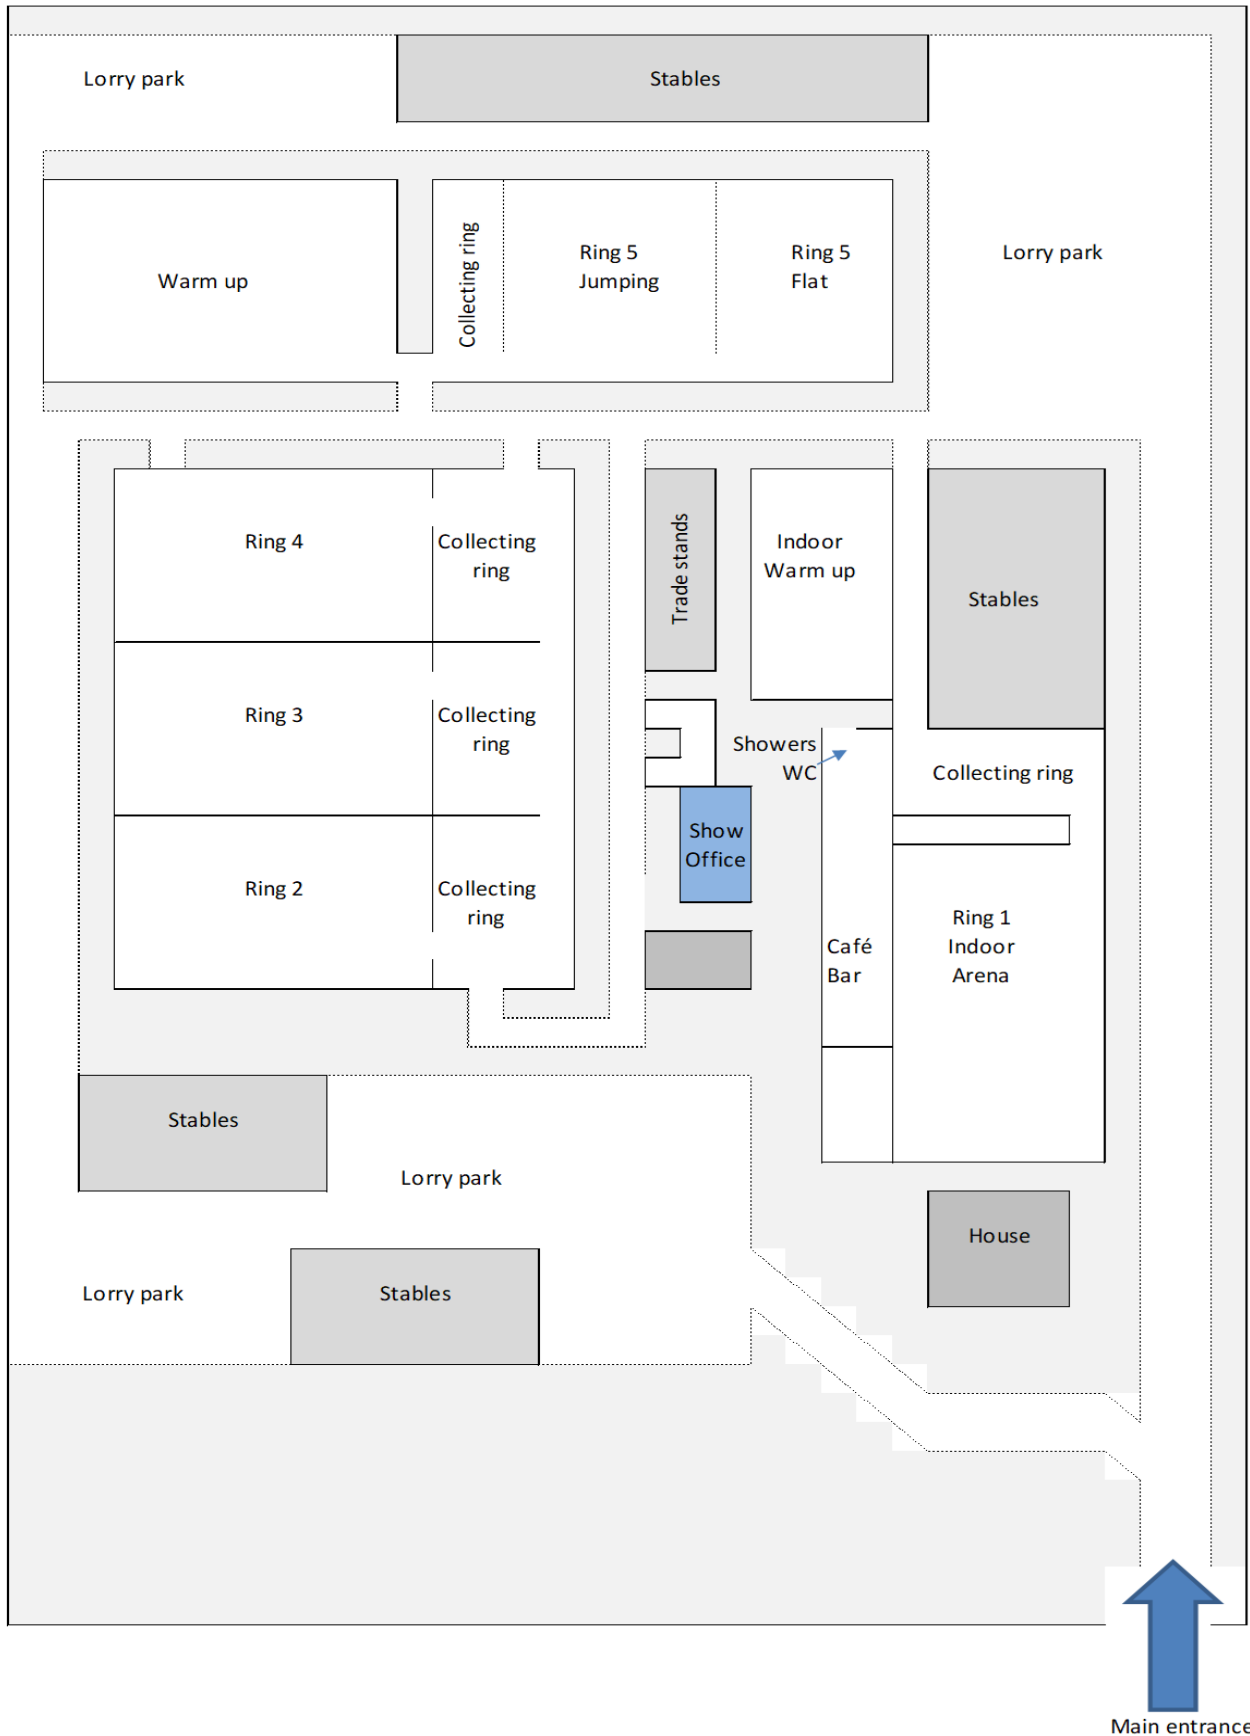 Lorry park
Stables
Warm up
Collecting ring
Ring 5
Jumping
Ring 5
Flat
Lorry park
Ring 4
Collecting
ring
Trade stands
Indoor
Warm up
Stables
Ring 3
Collecting
ring
Showers
WC
Collecting ring
Show
Office
Ring 2
Collecting
ring
Café
Bar
Ring 1
Indoor
Arena
Stables
Lorry park
House
Lorry park
Stables
Main entrance